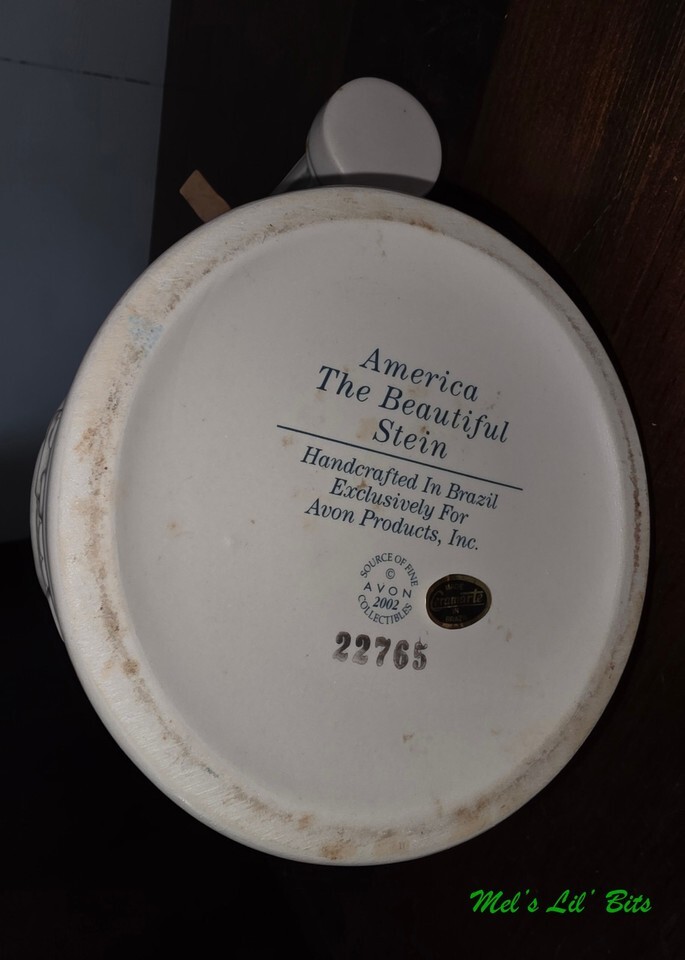 America
The Beautiful
Stein
Handcrafted In Brazil
Exclusively For
Avon Products, Inc.
SOURCE OF FINE
©
AVON
2002
COLLECTIBLES
Ceramarte
22765
Mel's Lil' Bits